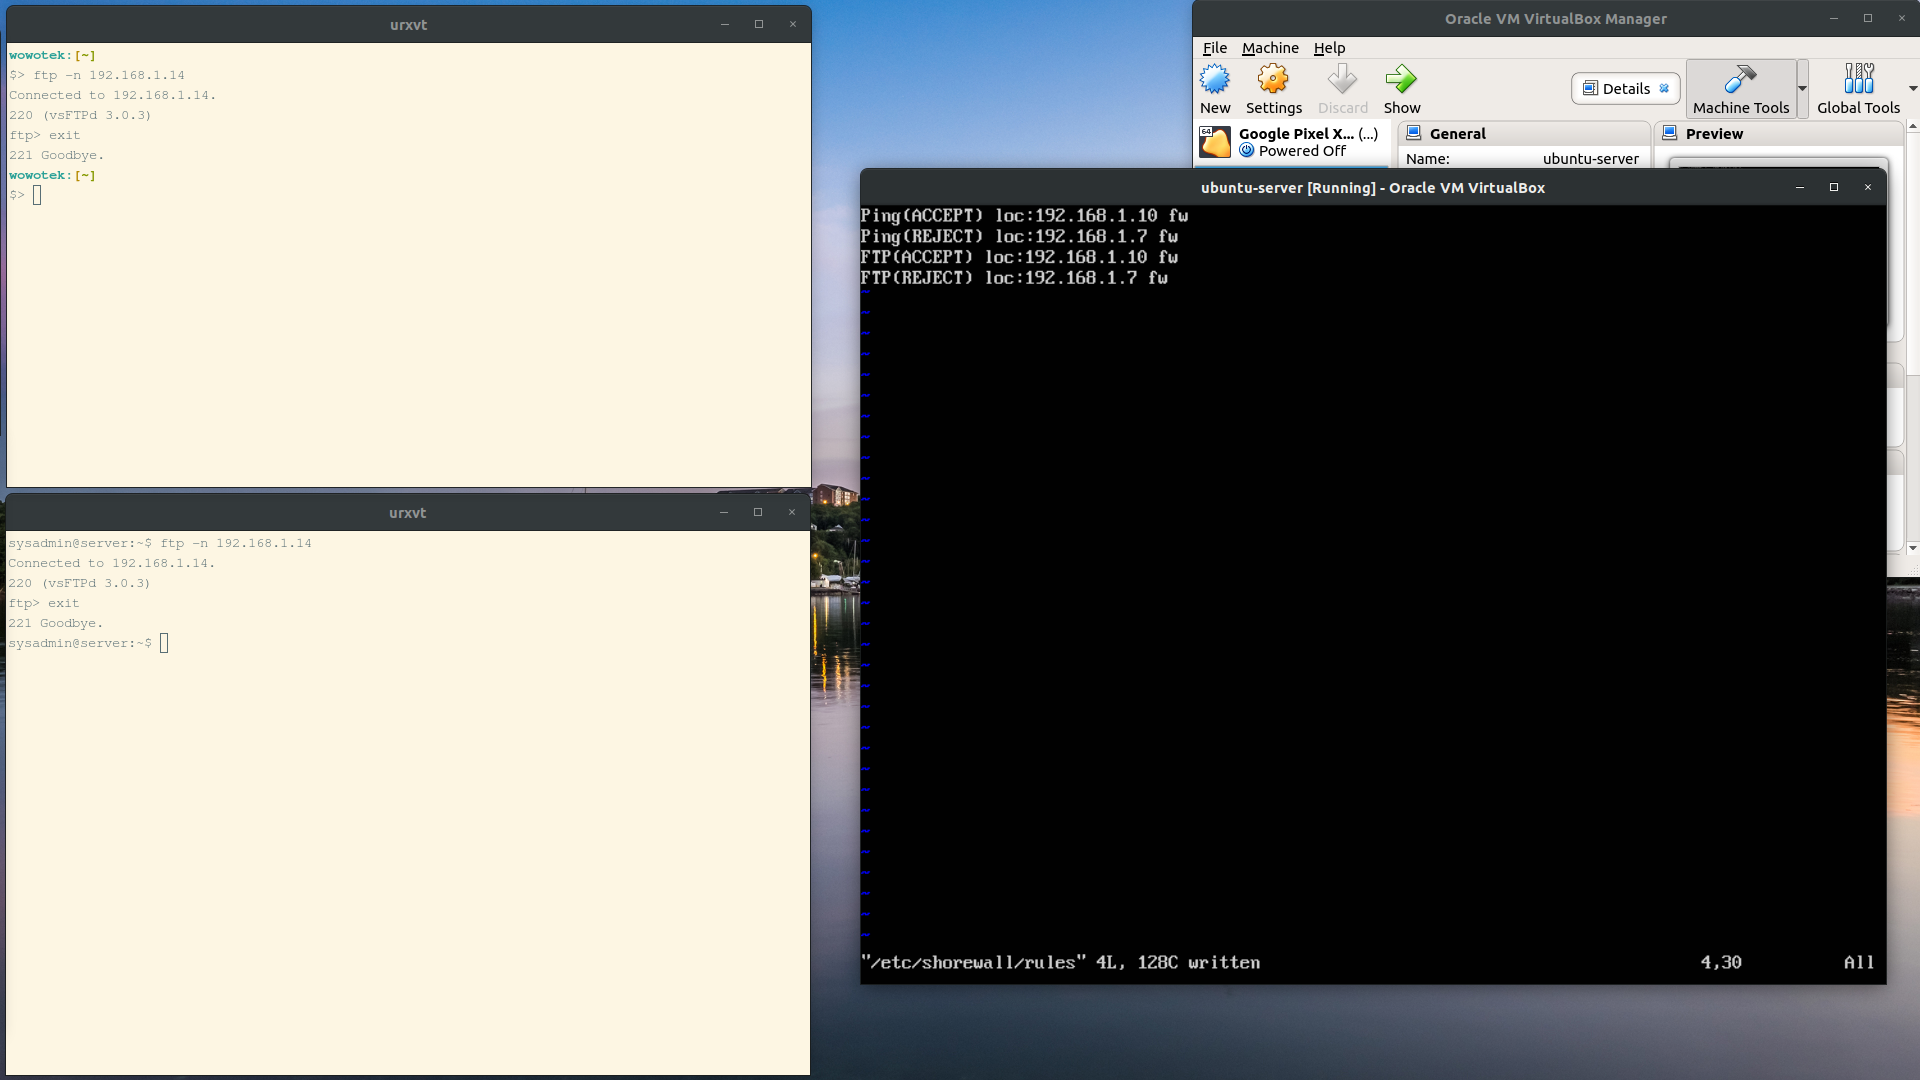 urxvt
wowotek:[~]
$> ftp -n 192.168.1.14
Connected to 192.168.1.14.
220 (vsFTPd 3.0.3)
ftp> exit
221 Goodbye.
wowotek:[~]
$>
urxvt
sysadmin@server:~$ ftp -n 192.168.1.14
Connected to 192.168.1.14.
220 (vsFTPd 3.0.3)
ftp> exit
221 Goodbye.
sysadmin@server:~$
Oracle VM VirtualBox Manager
File Machine Help
New Settings Discard Show Details Machine Tools Global Tools
64 Google Pixel X... (...)
Powered Off
General
Name: ubuntu-server
Preview
ubuntu-server [Running] - Oracle VM VirtualBox
Ping(ACCEPT) loc:192.168.1.10 fw
Ping(REJECT) loc:192.168.1.7 fw
FTP(ACCEPT) loc:192.168.1.10 fw
FTP(REJECT) loc:192.168.1.7 fw
"/etc/shorewall/rules" 4L, 128C written 4,30 All